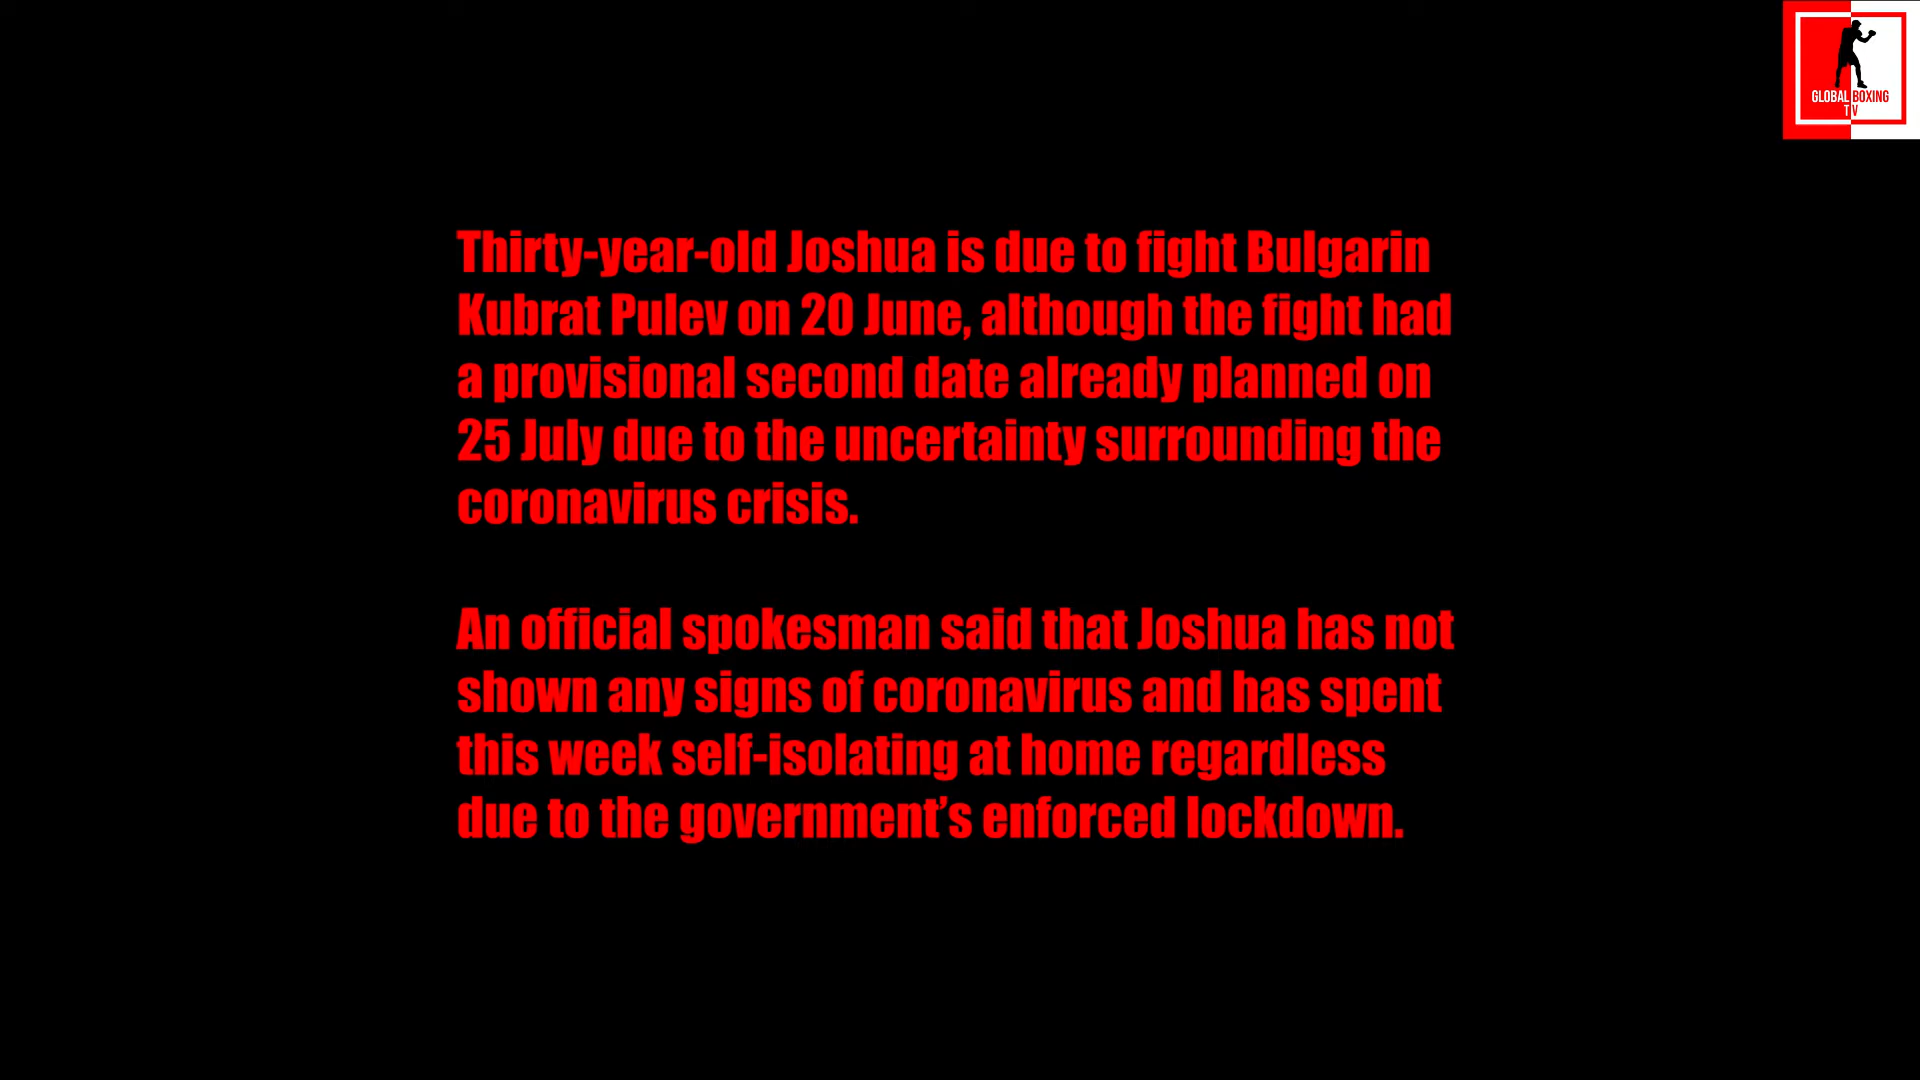 GLOBAL BOXING
TV
Thirty-year-old Joshua is due to fight Bulgarin
Kubrat Pulev on 20 June, although the fight had
a provisional second date already planned on
25 July due to the uncertainty surrounding the
coronavirus crisis.
An official spokesman said that Joshua has not
shown any signs of coronavirus and has spent
this week self-isolating at home regardless
due to the government’s enforced lockdown.